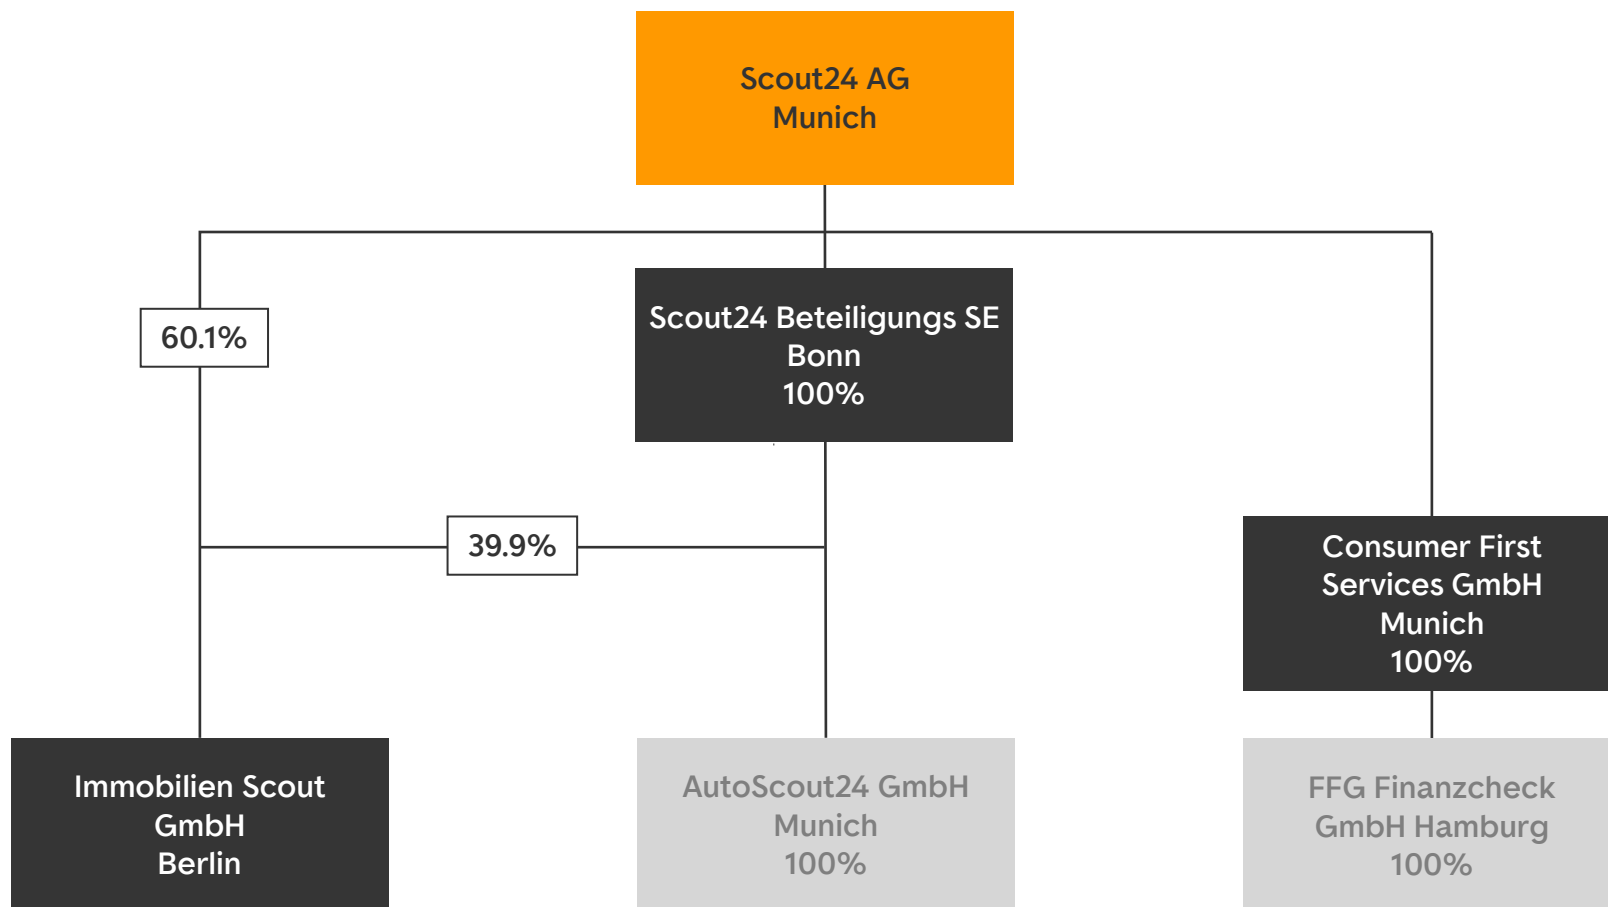 Scout24 AG
Munich
60.1%
Scout24 Beteiligungs SE
Bonn
100%
39.9%
Consumer First
Services GmbH
Munich
100%
Immobilien Scout
GmbH
Berlin
AutoScout24 GmbH
Munich
100%
FFG Finanzcheck
GmbH Hamburg
100%